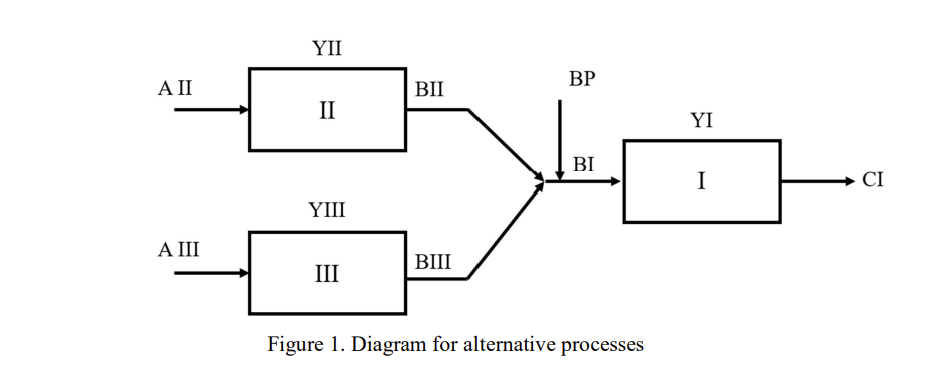 YII
A II
II
BII
BP
YI
BI
I
CI
YIII
A III
III
BIII
Figure 1. Diagram for alternative processes